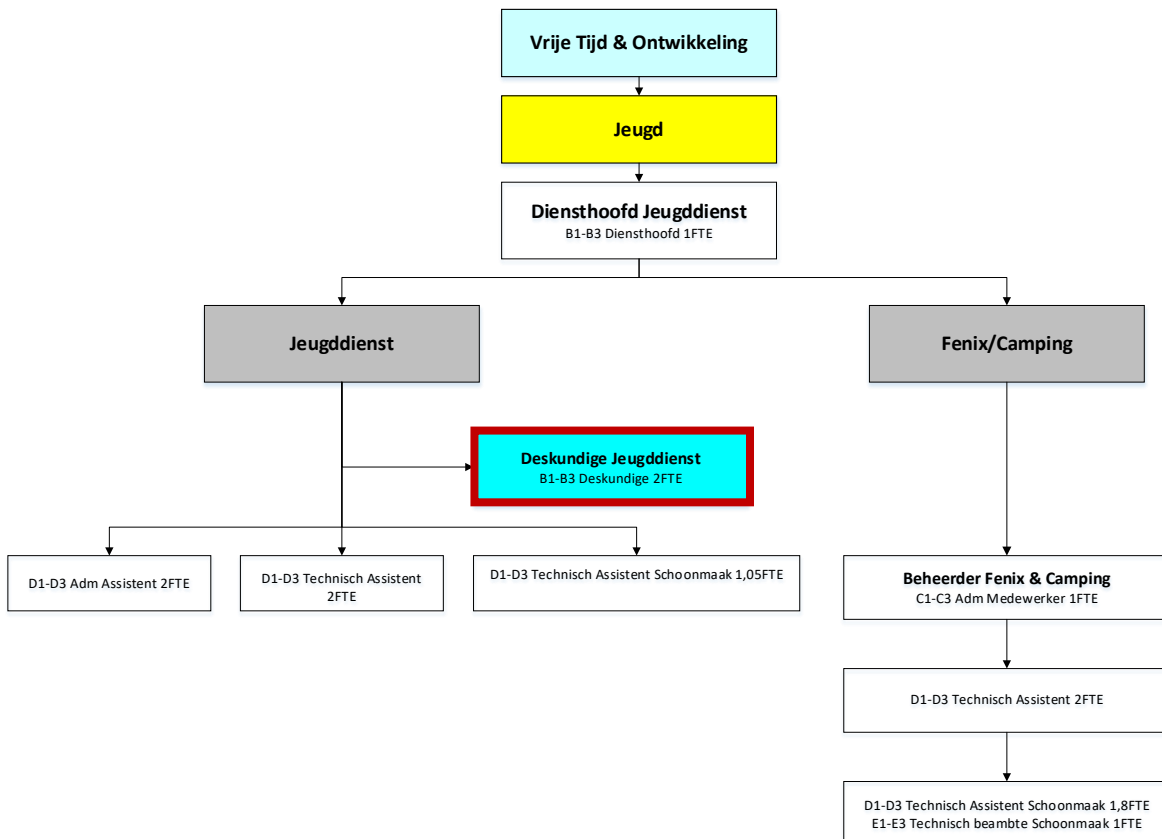 Vrije Tijd & Ontwikkeling
Jeugd
Diensthoofd Jeugddienst
B1-B3 Diensthoofd 1FTE
Jeugddienst
Fenix/Camping
Deskundige Jeugddienst
B1-B3 Deskundige 2FTE
D1-D3 Adm Assistent 2FTE
D1-D3 Technisch Assistent
2FTE
D1-D3 Technisch Assistent Schoonmaak 1,05FTE
Beheerder Fenix & Camping
C1-C3 Adm Medewerker 1FTE
D1-D3 Technisch Assistent 2FTE
D1-D3 Technisch Assistent Schoonmaak 1,8FTE
E1-E3 Technisch beambte Schoonmaak 1FTE